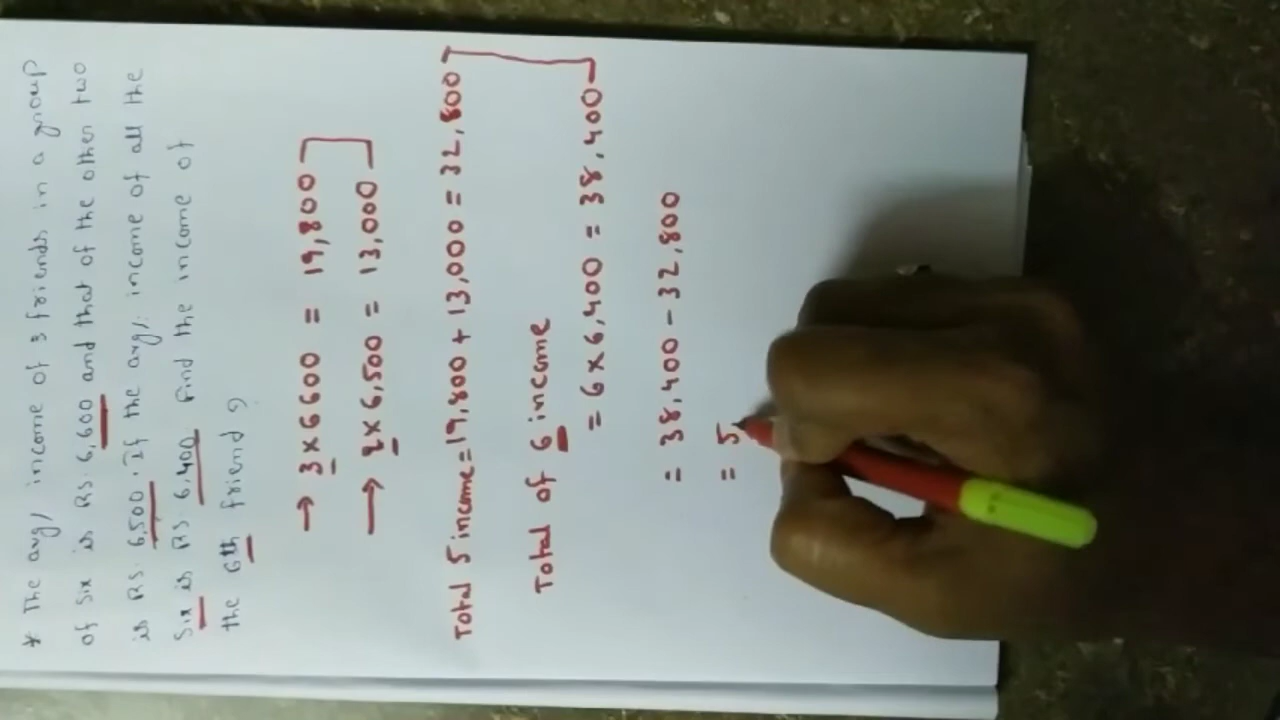 * The avg/ income of 3 friends in a group
of Six is RS. 6,600 and that of the other two
is RS. 6,500. If the avg/: income of all the
Six is RS. 6,400 Find the income of
the 6th friend ?
→ 3 x 6600 = 19,800
→ 2 x 6,500 = 13,000
Total 5 income = 19,800 + 13,000 = 32,800
Total of 6 income
= 6 x 6,400 = 38,400
= 38,400 - 32,800
= 5